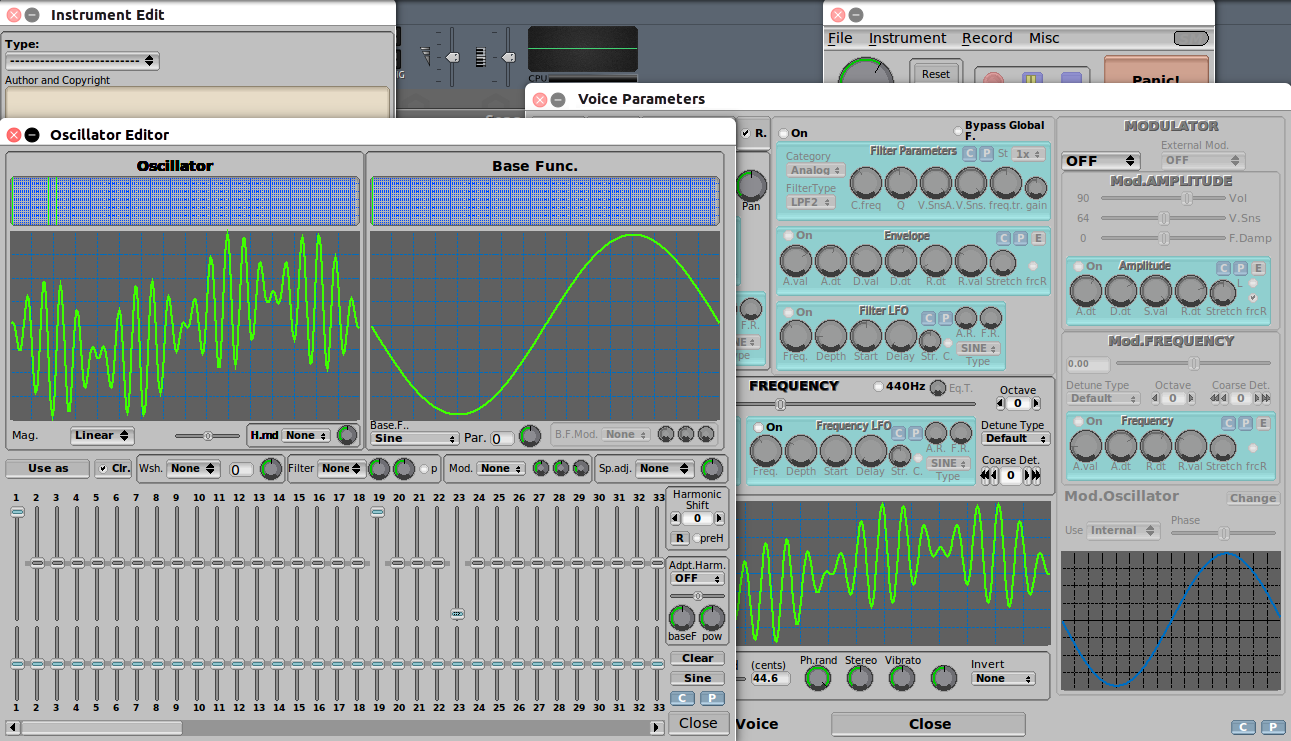 Instrument Edit
Type:
--------------------------
Author and Copyright
CPU
File Instrument Record Misc
Reset
Panic!
Voice Parameters
Oscillator Editor
Oscillator
Base Func.
Mag. Linear
H.rnd None
Base.F..
Sine
Par. 0
B.F.Mod. None
Use as
Clr.
Wsh. None 0
Filter None p
Mod. None
Sp.adj. None
1 2 3 4 5 6 7 8 9 10 11 12 13 14 15 16 17 18 19 20 21 22 23 24 25 26 27 28 29 30 31 32 33
Harmonic
Shift
0
R preH
Adpt.Harm.
OFF
baseF pow
Clear
Sine
C P
Close
1 2 3 4 5 6 7 8 9 10 11 12 13 14 15 16 17 18 19 20 21 22 23 24 25 26 27 28 29 30 31 32 33
R.
Pan
F.R.
On
Bypass Global
F.
Filter Parameters C P St 1x
Category
Analog
FilterType
LPF2
C.freq Q V.SnsA. V.Sns. freq.tr. gain
On Envelope C P E
A.val A.dt D.val D.dt R.dt R.val Stretch frcR
On Filter LFO C P
A.R. F.R.
Freq. Depth Start Delay Str. C.
SINE
Type
FREQUENCY 440Hz Eq.T.
Octave
0
On Frequency LFO C P
A.R. F.R.
Freq. Depth Start Delay Str. C.
SINE
Type
Detune Type
Default
Coarse Det.
0
(cents)
44.6
Ph.rand Stereo Vibrato
Invert
None
Voice
Close
MODULATOR
External Mod.
OFF OFF
Mod.AMPLITUDE
90 Vol
64 V.Sns
0 F.Damp
On Amplitude C P E
L
A.dt D.dt S.val R.dt Stretch frcR
Mod.FREQUENCY
0.00
Detune Type Octave Coarse Det.
Default 0 0
On Frequency C P E
A.val A.dt R.dt R.val Stretch frcR
Mod.Oscillator Change
Use Internal Phase
C P